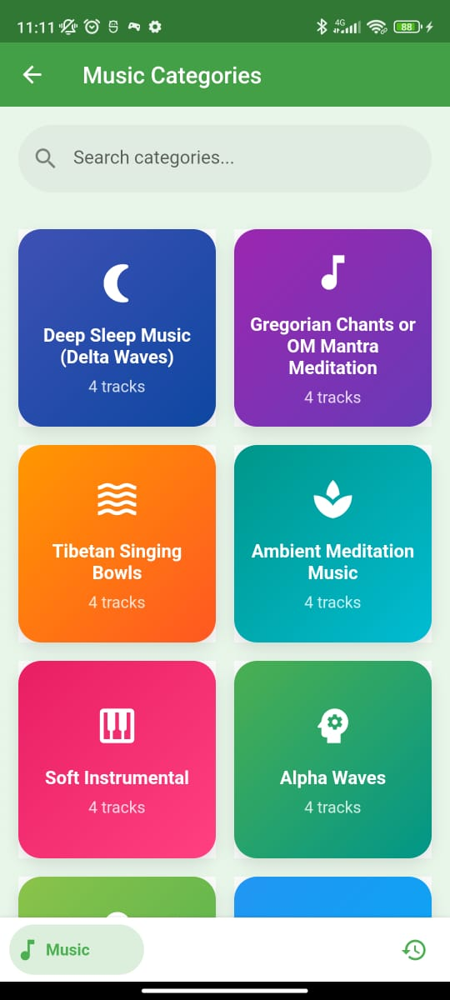 11:11
4G
88
Music Categories
Search categories...
Deep Sleep Music
(Delta Waves)
4 tracks
Gregorian Chants or
OM Mantra
Meditation
4 tracks
Tibetan Singing
Bowls
4 tracks
Ambient Meditation
Music
4 tracks
Soft Instrumental
4 tracks
Alpha Waves
4 tracks
Music